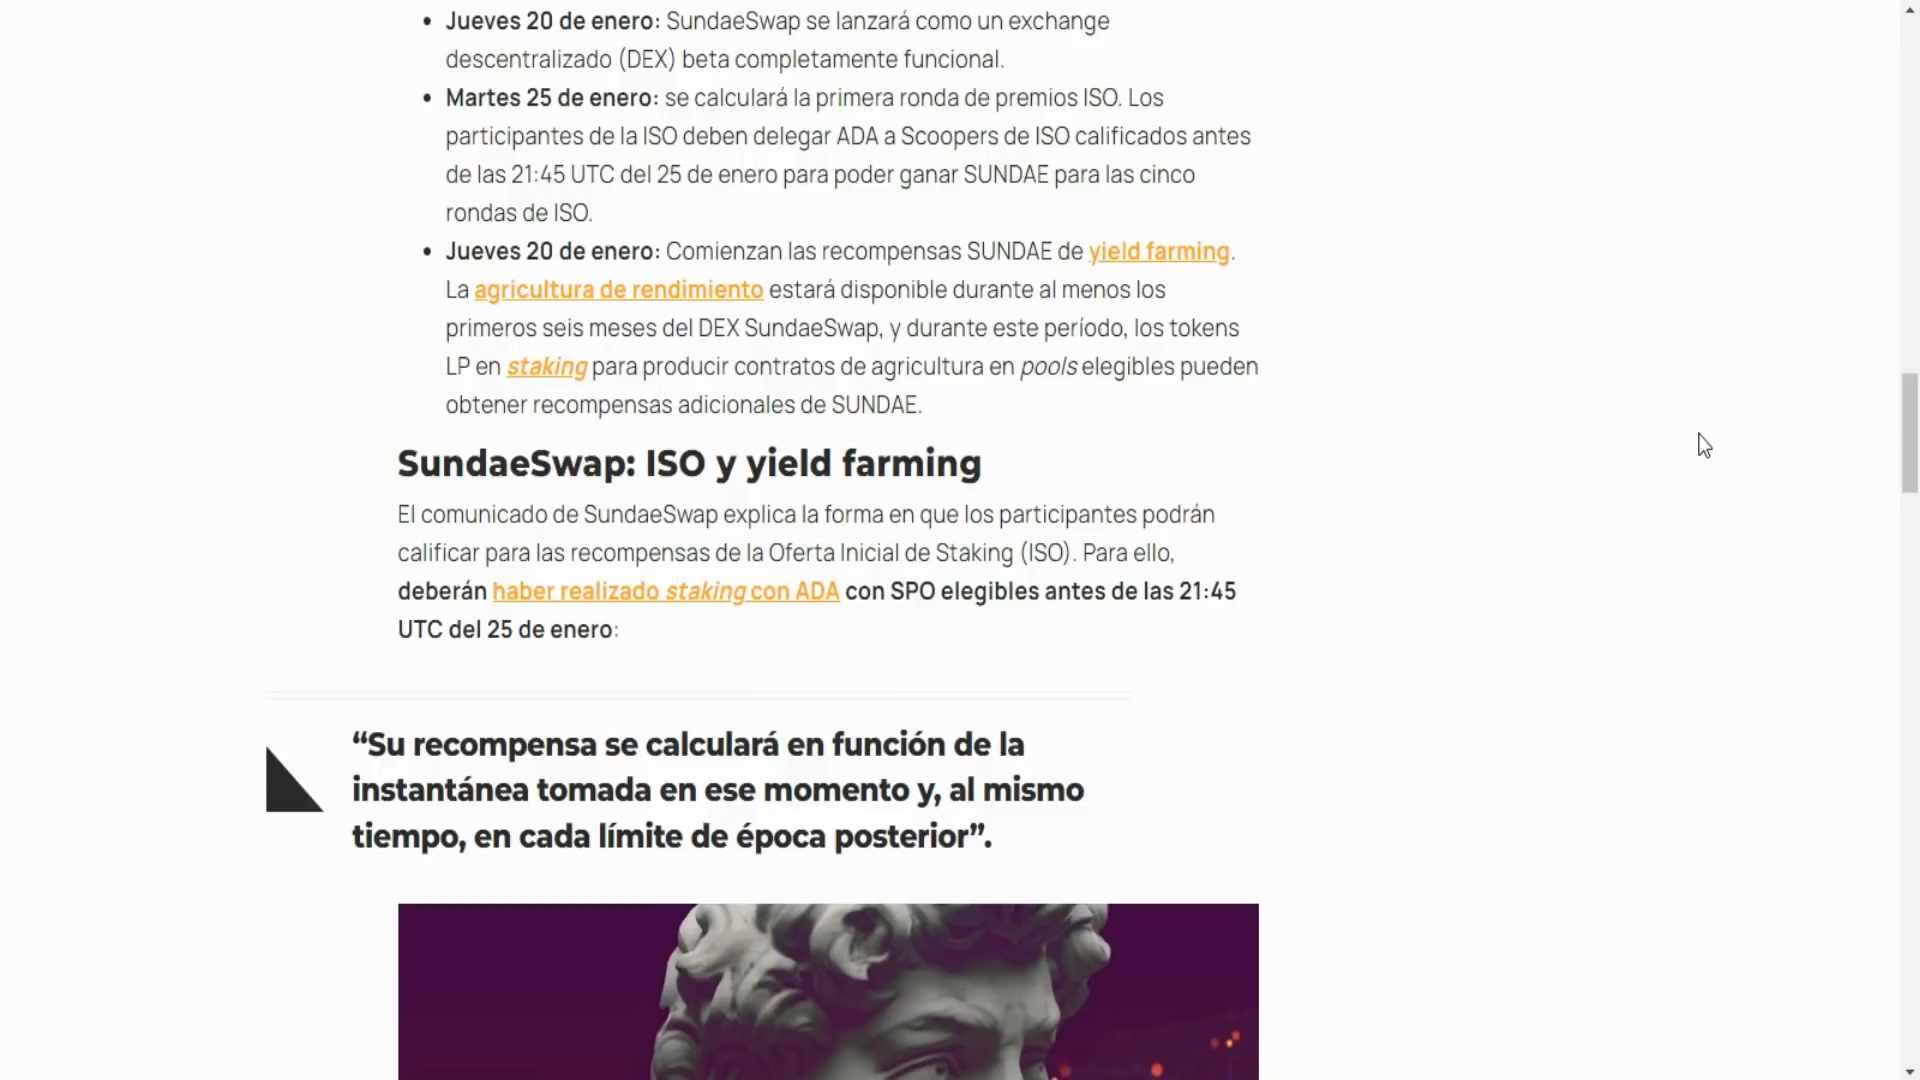 Jueves 20 de enero: SundaeSwap se lanzará como un exchange
descentralizado (DEX) beta completamente funcional.
Martes 25 de enero: se calculará la primera ronda de premios ISO. Los
participantes de la ISO deben delegar ADA a Scoopers de ISO calificados antes
de las 21:45 UTC del 25 de enero para poder ganar SUNDAE para las cinco
rondas de ISO.
Jueves 20 de enero: Comienzan las recompensas SUNDAE de yield farming.
La agricultura de rendimiento estará disponible durante al menos los
primeros seis meses del DEX SundaeSwap, y durante este período, los tokens
LP en staking para producir contratos de agricultura en pools elegibles pueden
obtener recompensas adicionales de SUNDAE.
SundaeSwap: ISO y yield farming
El comunicado de SundaeSwap explica la forma en que los participantes podrán
calificar para las recompensas de la Oferta Inicial de Staking (ISO). Para ello,
deberán haber realizado staking con ADA con SPO elegibles antes de las 21:45
UTC del 25 de enero:
“Su recompensa se calculará en función de la
instantánea tomada en ese momento y, al mismo
tiempo, en cada límite de época posterior”.